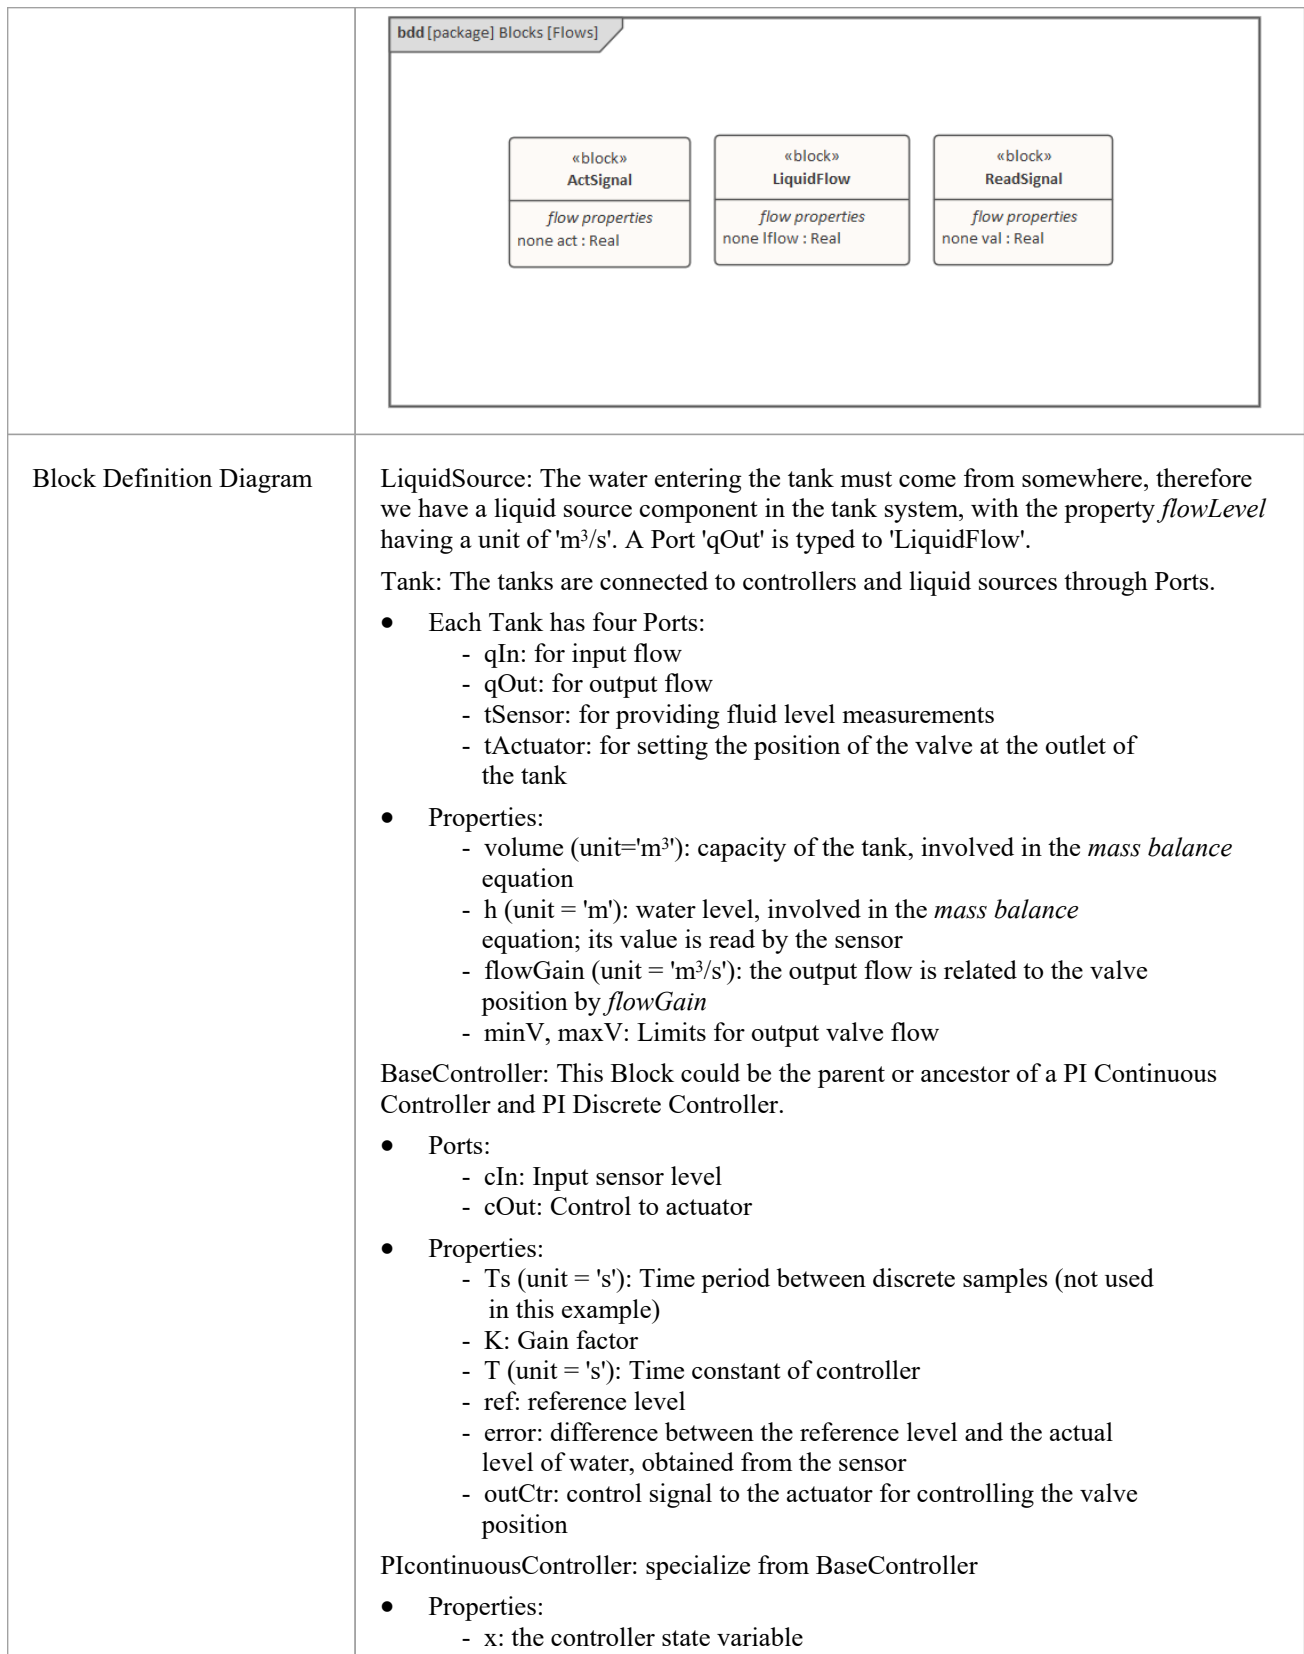 bdd [package] Blocks [Flows]
«block»
ActSignal
flow properties
none act : Real
«block»
LiquidFlow
flow properties
none lflow : Real
«block»
ReadSignal
flow properties
none val : Real
Block Definition Diagram
LiquidSource: The water entering the tank must come from somewhere, therefore
we have a liquid source component in the tank system, with the property flowLevel
having a unit of 'm³/s'. A Port 'qOut' is typed to 'LiquidFlow'.
Tank: The tanks are connected to controllers and liquid sources through Ports.
• Each Tank has four Ports:
- qIn: for input flow
- qOut: for output flow
- tSensor: for providing fluid level measurements
- tActuator: for setting the position of the valve at the outlet of
the tank
• Properties:
- volume (unit='m³'): capacity of the tank, involved in the mass balance
equation
- h (unit = 'm'): water level, involved in the mass balance
equation; its value is read by the sensor
- flowGain (unit = 'm³/s'): the output flow is related to the valve
position by flowGain
- minV, maxV: Limits for output valve flow
BaseController: This Block could be the parent or ancestor of a PI Continuous
Controller and PI Discrete Controller.
• Ports:
- cIn: Input sensor level
- cOut: Control to actuator
• Properties:
- Ts (unit = 's'): Time period between discrete samples (not used
in this example)
- K: Gain factor
- T (unit = 's'): Time constant of controller
- ref: reference level
- error: difference between the reference level and the actual
level of water, obtained from the sensor
- outCtr: control signal to the actuator for controlling the valve
position
PIcontinuousController: specialize from BaseController
• Properties:
- x: the controller state variable